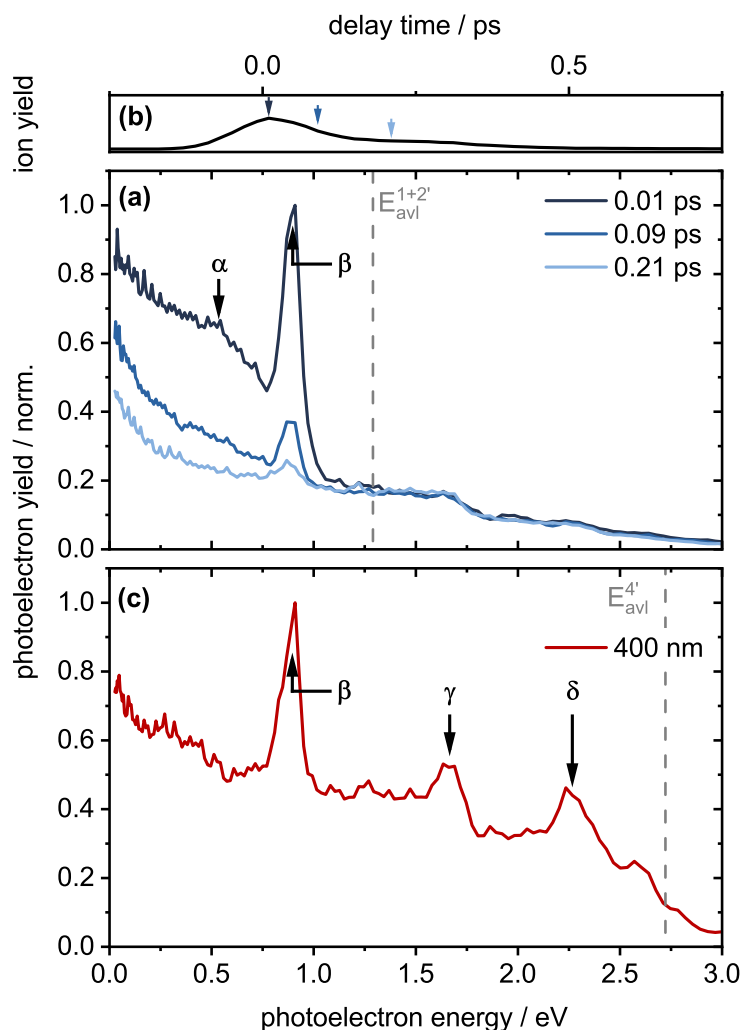 delay time / ps
0.0 0.5
ion yield
(b)
(a)
E_avl^1+2'
0.01 ps
0.09 ps
0.21 ps
1.0
0.8
0.6
0.4
0.2
0.0
α
β
photoelectron yield / norm.
(c)
E_avl^4'
400 nm
1.0
0.8
0.6
0.4
0.2
0.0
β
γ
δ
0.0 0.5 1.0 1.5 2.0 2.5 3.0
photoelectron energy / eV